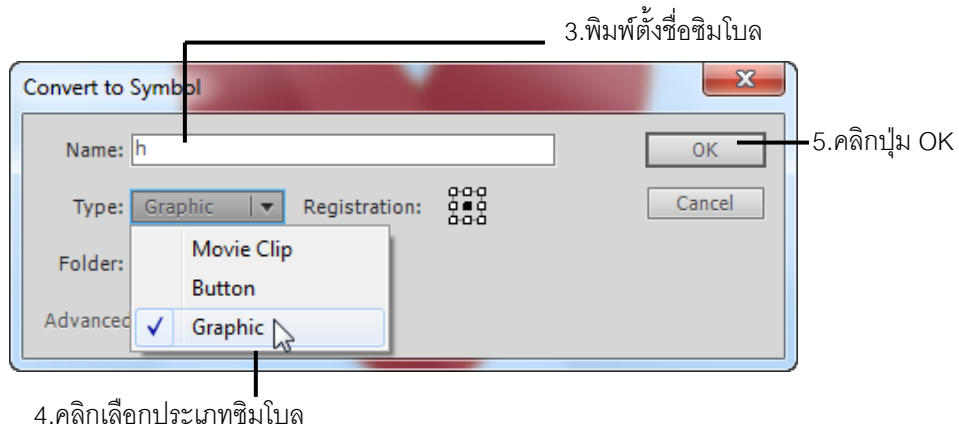 3.พิมพ์ตั้งชื่อซิมโบล
Convert to Symbol
Name: h
OK
5.คลิกปุ่ม OK
Type: Graphic Registration:
Cancel
Movie Clip
Folder:
Button
Advanced
Graphic
4.คลิกเลือกประเภทซิมโบล